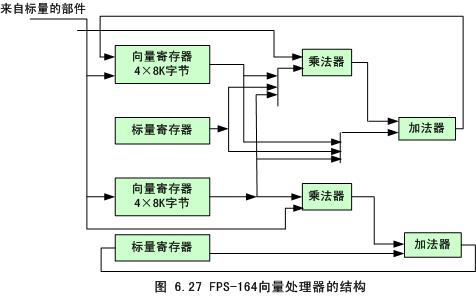 来自标量的部件
向量寄存器
4×8K字节
乘法器
标量寄存器
加法器
向量寄存器
4×8K字节
乘法器
标量寄存器
加法器
图 6.27 FPS-164向量处理器的结构